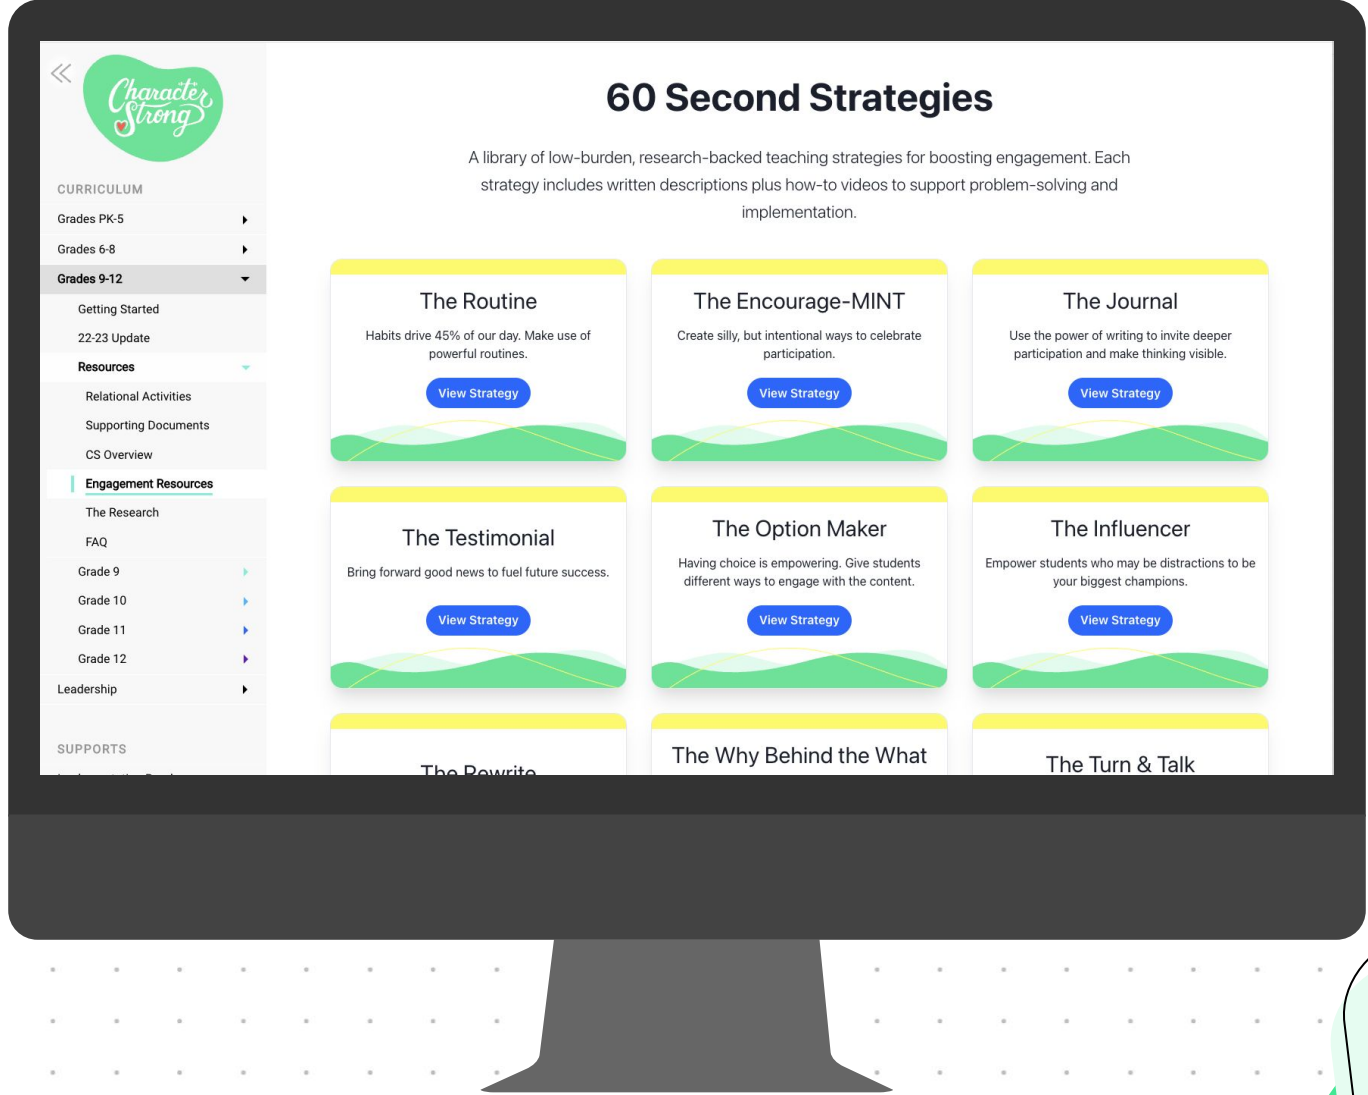 Character
Strong
CURRICULUM
Grades PK-5
Grades 6-8
Grades 9-12
Getting Started
22-23 Update
Resources
Relational Activities
Supporting Documents
CS Overview
Engagement Resources
The Research
FAQ
Grade 9
Grade 10
Grade 11
Grade 12
Leadership
SUPPORTS
60 Second Strategies
A library of low-burden, research-backed teaching strategies for boosting engagement. Each
strategy includes written descriptions plus how-to videos to support problem-solving and
implementation.
The Routine
Habits drive 45% of our day. Make use of
powerful routines.
View Strategy
The Encourage-MINT
Create silly, but intentional ways to celebrate
participation.
View Strategy
The Journal
Use the power of writing to invite deeper
participation and make thinking visible.
View Strategy
The Testimonial
Bring forward good news to fuel future success.
View Strategy
The Option Maker
Having choice is empowering. Give students
different ways to engage with the content.
View Strategy
The Influencer
Empower students who may be distractions to be
your biggest champions.
View Strategy
The Rewrite
The Why Behind the What
The Turn & Talk